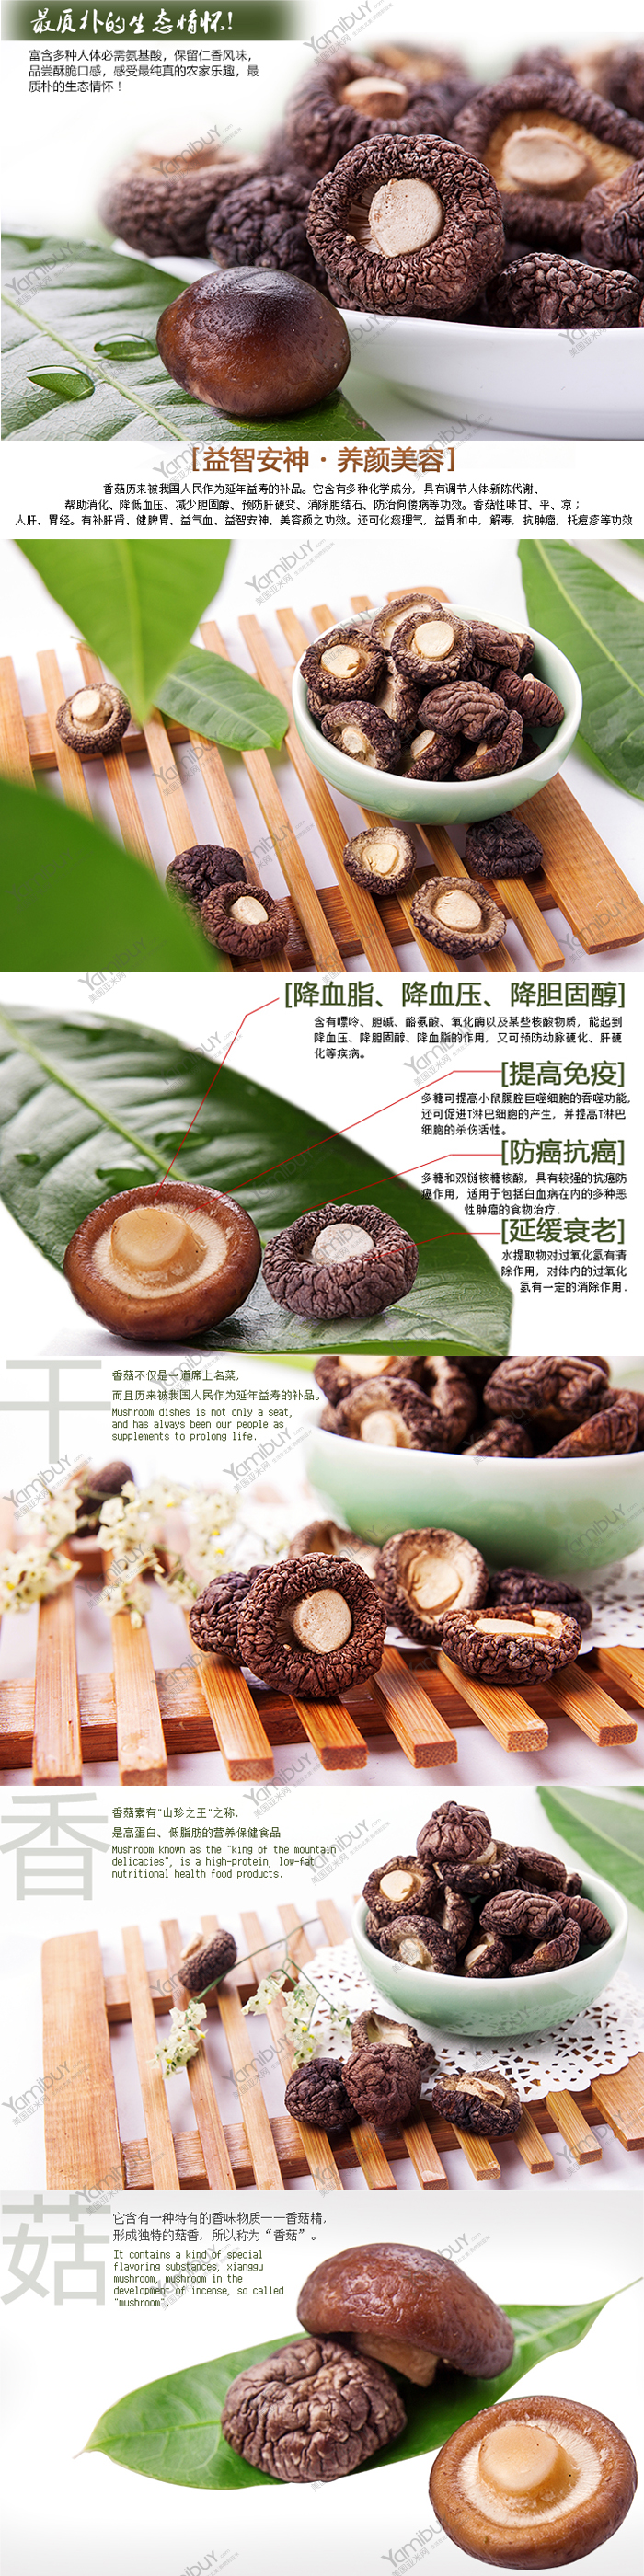 最质朴的生态情怀!
富含多种人体必需氨基酸，保留仁香风味，
品尝酥脆口感，感受最纯真的农家乐趣，最
质朴的生态情怀！
[益智安神·养颜美容]
香菇历来被我国人民作为延年益寿的补品。它含有多种化学成分，具有调节人体新陈代谢、
帮助消化、降低血压、减少胆固醇、预防肝硬变、消除胆结石、防治佝偻病等功效。香菇性味甘、平、凉；
入肝、胃经。有补肝肾、健脾胃、益气血、益智安神、美容颜之功效。还可化痰理气，益胃和中，解毒，抗肿瘤，托痘疹等功效
[降血脂、降血压、降胆固醇]
含有嘌呤、胆碱、酪氨酸、氧化酶以及某些核酸物质，能起到
降血压、降胆固醇、降血脂的作用，又可预防动脉硬化、肝硬
化等疾病。
[提高免疫]
多糖可提高小鼠腹腔巨噬细胞的吞噬功能，
还可促进T淋巴细胞的产生，并提高T淋巴
细胞的杀伤活性。
[防癌抗癌]
多糖和双链核糖核酸，具有较强的抗癌防
癌作用，适用于包括白血病在内的多种恶
性肿瘤的食物治疗.
[延缓衰老]
水提取物对过氧化氢有清
除作用，对体内的过氧化
氢有一定的消除作用.
干
香菇不仅是一道席上名菜，
而且历来被我国人民作为延年益寿的补品。
Mushroom dishes is not only a seat,
and has always been our people as
supplements to prolong life.
香
香菇素有"山珍之王"之称，
是高蛋白、低脂肪的营养保健食品
Mushroom known as the "king of the mountain
delicacies", is a high-protein, low-fat
nutritional health food products.
菇
它含有一种特有的香味物质——香菇精，
形成独特的菇香，所以称为“香菇”。
It contains a kind of special
flavoring substances, xianggu
mushroom, mushroom in the
development of incense, so called
"mushroom".
Yamibuy.com
美国亚米网